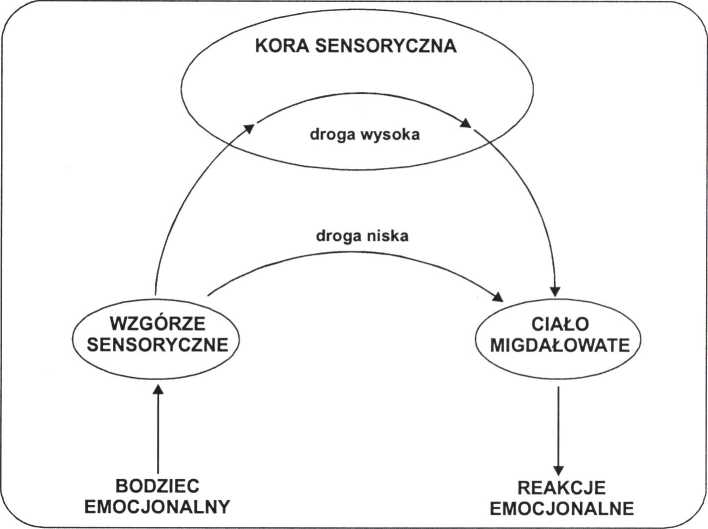 KORA SENSORYCZNA
droga wysoka
droga niska
WZGÓRZE
SENSORYCZNE
CIAŁO
MIGDAŁOWATE
BODZIEC
EMOCJONALNY
REAKCJE
EMOCJONALNE